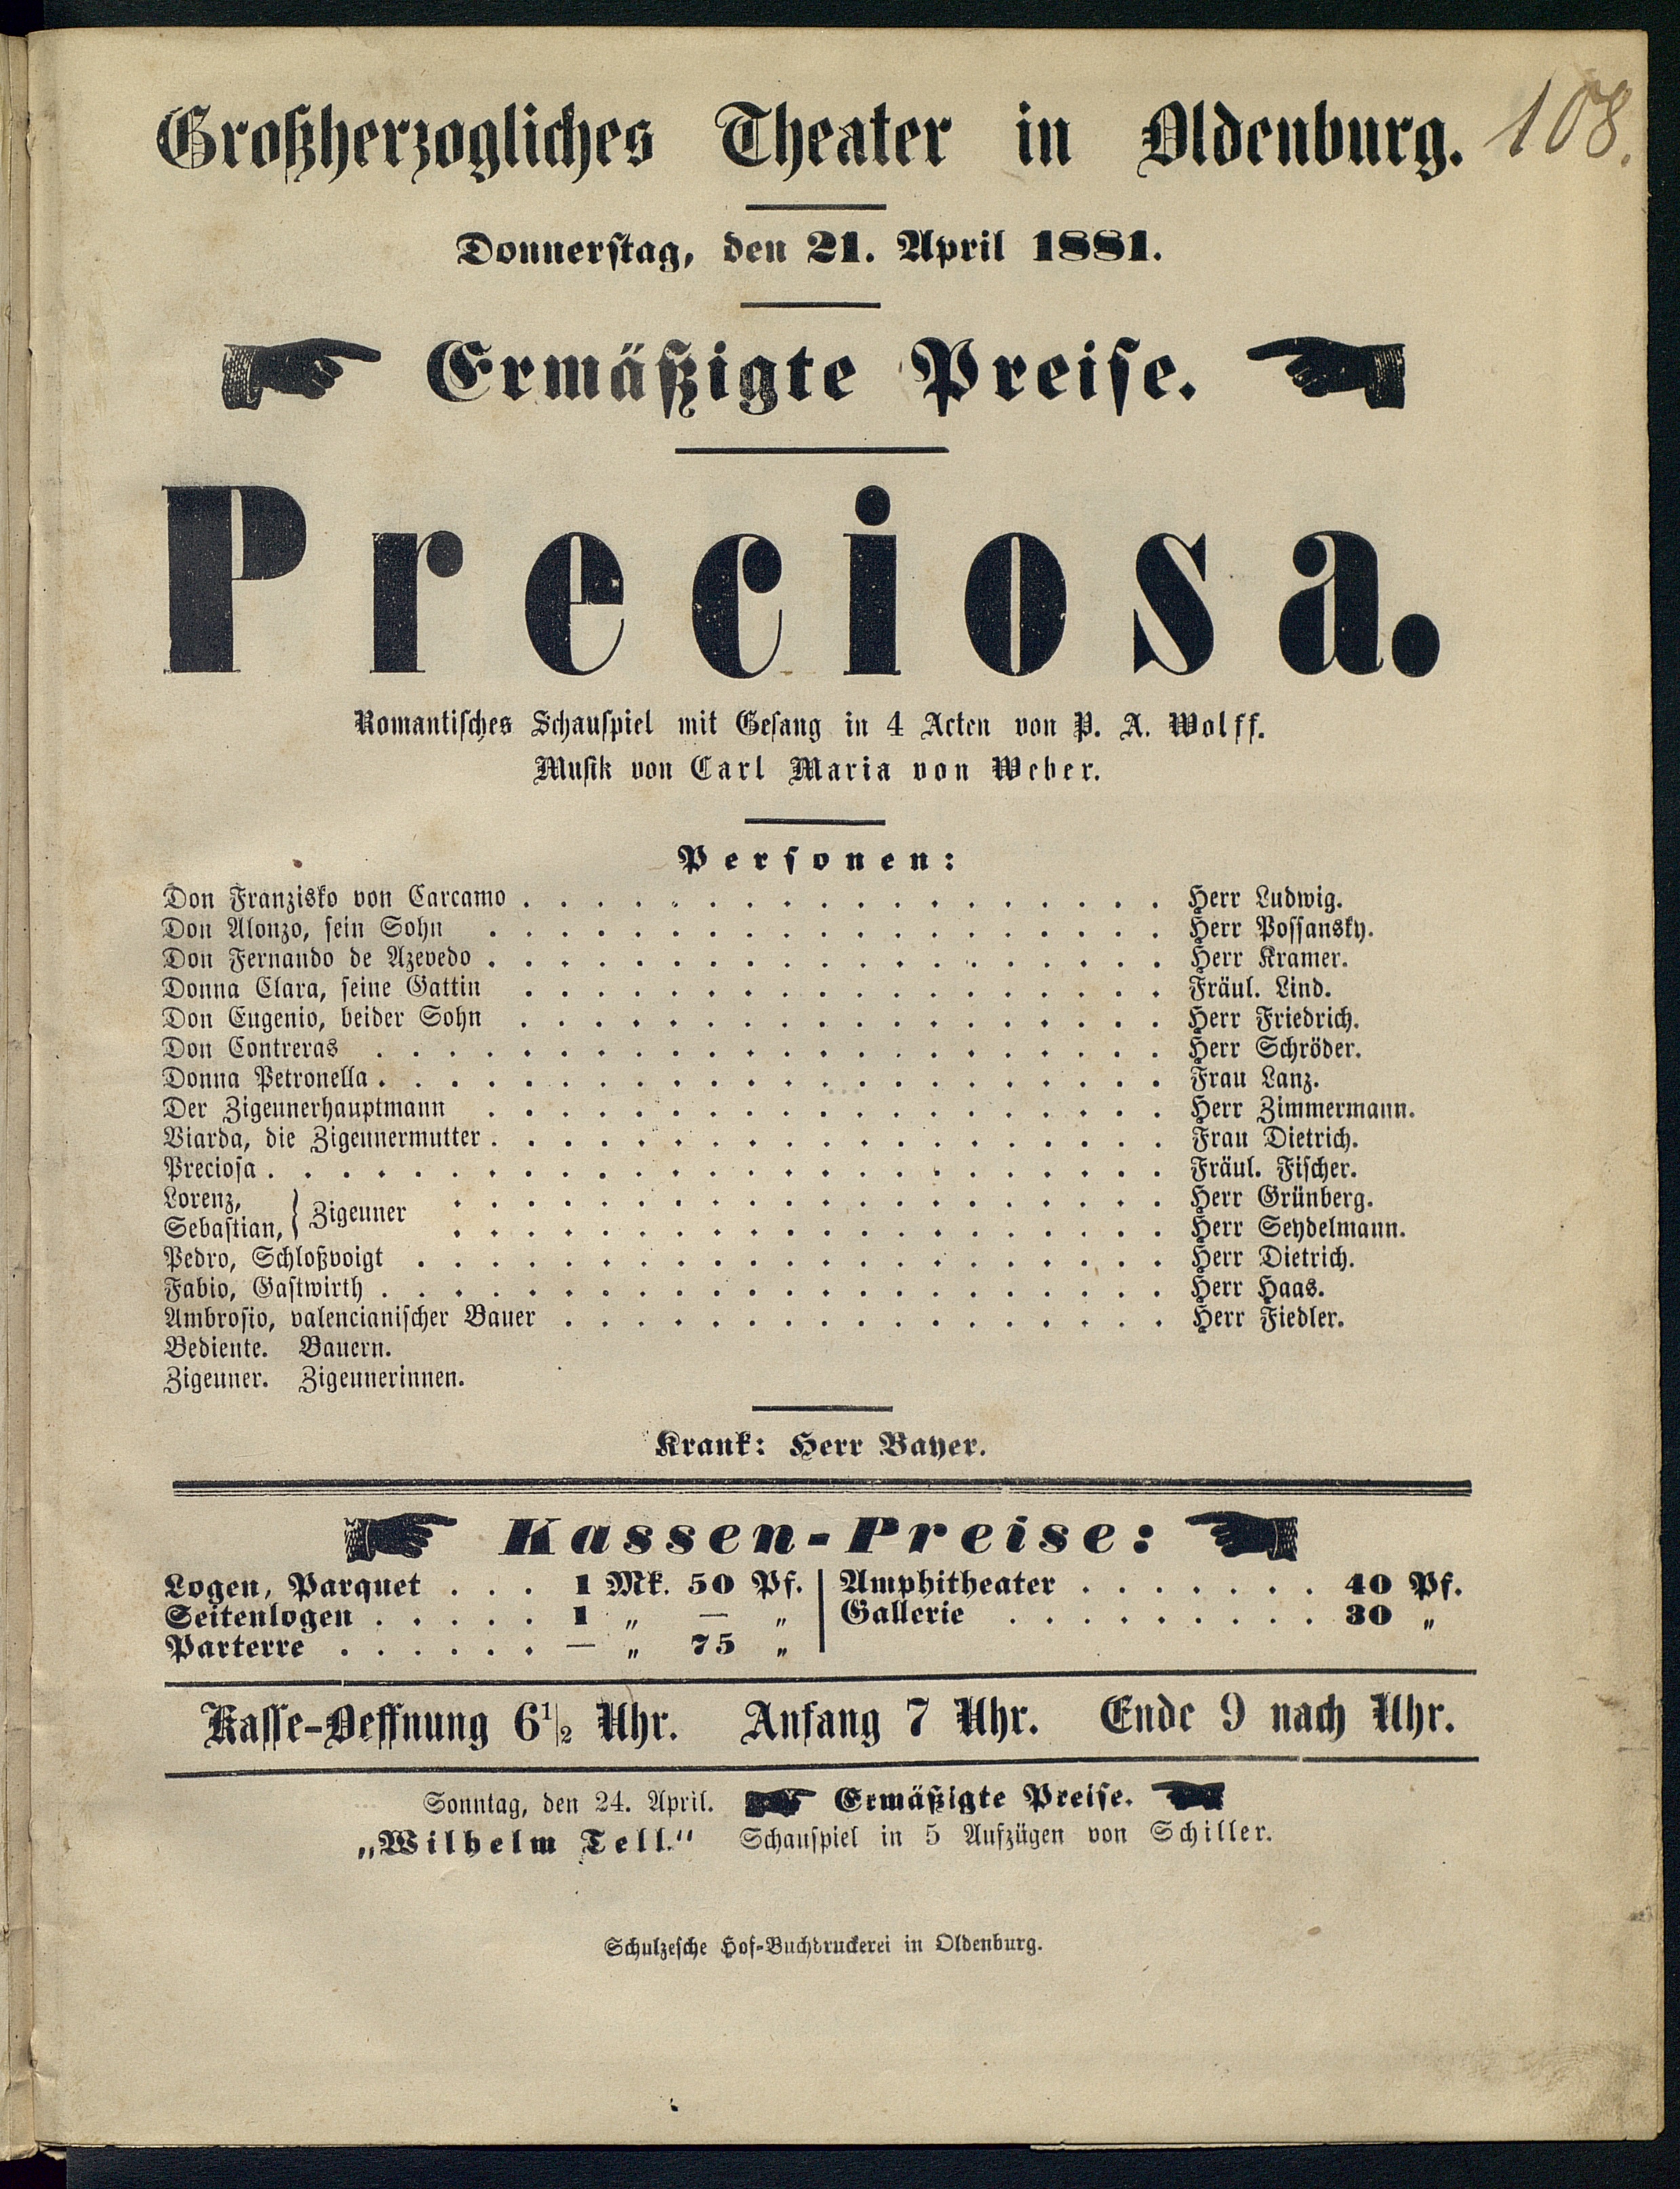 108.
Großherzogliches Theater in Oldenburg.
Donnerstag, den 21. April 1881.
Ermäßigte Preise.
Preciosa.
Romantisches Schauspiel mit Gesang in 4 Acten von P. A. Wolff.
Musik von Carl Maria von Weber.
Personen:
Don Franzisko von Carcamo . . . . . . . . . . . . . . . . . . Herr Ludwig.
Don Alonzo, sein Sohn . . . . . . . . . . . . . . . . . . . Herr Possansky.
Don Fernando de Azevedo . . . . . . . . . . . . . . . . . . . Herr Kramer.
Donna Clara, seine Gattin . . . . . . . . . . . . . . . . . . Fräul. Lind.
Don Eugenio, beider Sohn . . . . . . . . . . . . . . . . . . Herr Friedrich.
Don Contreras . . . . . . . . . . . . . . . . . . . . . . Herr Schröder.
Donna Petronella . . . . . . . . . . . . . . . . . . . . . . Frau Lanz.
Der Zigeunerhauptmann . . . . . . . . . . . . . . . . . . . Herr Zimmermann.
Viarda, die Zigeunermutter . . . . . . . . . . . . . . . . . . . Frau Dietrich.
Preciosa . . . . . . . . . . . . . . . . . . . . . . . . . Fräul. Fischer.
Lorenz, } Zigeuner . . . . . . . . . . . . . . . . . . . . Herr Grünberg.
Sebastian, } . . . . . . . . . . . . . . . . . . . . Herr Seydelmann.
Pedro, Schloßvoigt . . . . . . . . . . . . . . . . . . . . . Herr Dietrich.
Fabio, Gastwirth . . . . . . . . . . . . . . . . . . . . . . Herr Haas.
Ambrosio, valencianischer Bauer . . . . . . . . . . . . . . . . . Herr Fiedler.
Bediente. Bauern.
Zigeuner. Zigeunerinnen.
Krank: Herr Bayer.
Kassen-Preise:
Logen, Parquet . . . 1 Mk. 50 Pf. | Amphitheater . . . . . . . 40 Pf.
Seitenlogen . . . . . 1 „ — „ | Gallerie . . . . . . . . . 30 „
Parterre . . . . . . — „ 75 „
Kasse-Oeffnung 6½ Uhr. Anfang 7 Uhr. Ende 9 nach Uhr.
Sonntag, den 24. April. Ermäßigte Preise.
„Wilhelm Tell.“ Schauspiel in 5 Aufzügen von Schiller.
Schulzesche Hof-Buchdruckerei in Oldenburg.